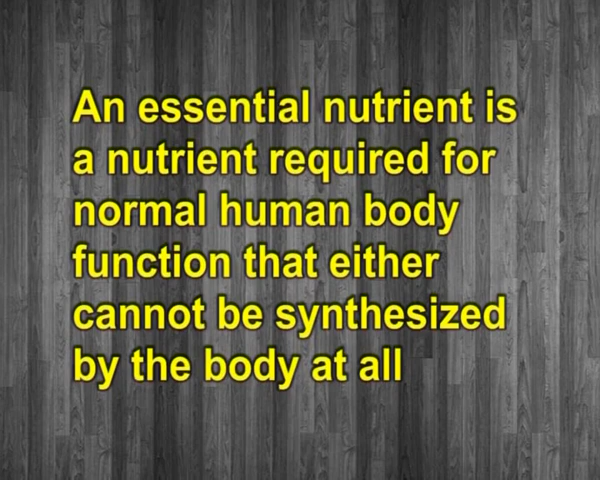 An essential nutrient is
a nutrient required for
normal human body
function that either
cannot be synthesized
by the body at all